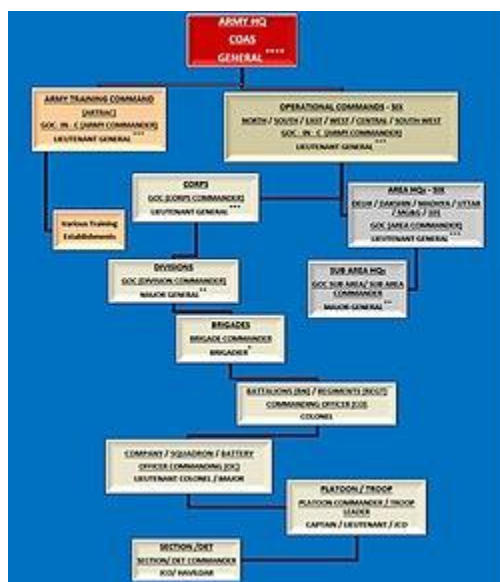 ARMY HQ
COAS
GENERAL ****
ARMY TRAINING COMMAND
[ARTRAC]
GOC - IN - C [ARMY COMMANDER]
LIEUTENANT GENERAL ***
OPERATIONAL COMMANDS - SIX
NORTH / SOUTH / EAST / WEST / CENTRAL / SOUTH WEST
GOC - IN - C [ARMY COMMANDER]
LIEUTENANT GENERAL ***
Various Training
Establishments
CORPS
GOC [CORPS COMMANDER]
LIEUTENANT GENERAL ***
AREA HQs - SIX
DELHI / DAKSHIN / MADHYA / UTTAR
/ MG&G /
GOC [AREA COMMANDER]
LIEUTENANT GENERAL ***
DIVISIONS
GOC [DIVISION COMMANDER]
MAJOR GENERAL **
SUB AREA HQs
GOC SUB AREA/ SUB AREA
COMMANDER
MAJOR GENERAL **
BRIGADES
BRIGADE COMMANDER
BRIGADIER *
BATTALIONS [BN] / REGIMENTS [REGT]
COMMANDING OFFICER [CO]
COLONEL
COMPANY / SQUADRON / BATTERY
OFFICER COMMANDING [OC]
LIEUTENANT COLONEL / MAJOR
PLATOON / TROOP
PLATOON COMMANDER / TROOP
LEADER
CAPTAIN / LIEUTENANT / JCO
SECTION /DET
SECTION/ DET COMMANDER
JCO/ HAVILDAR